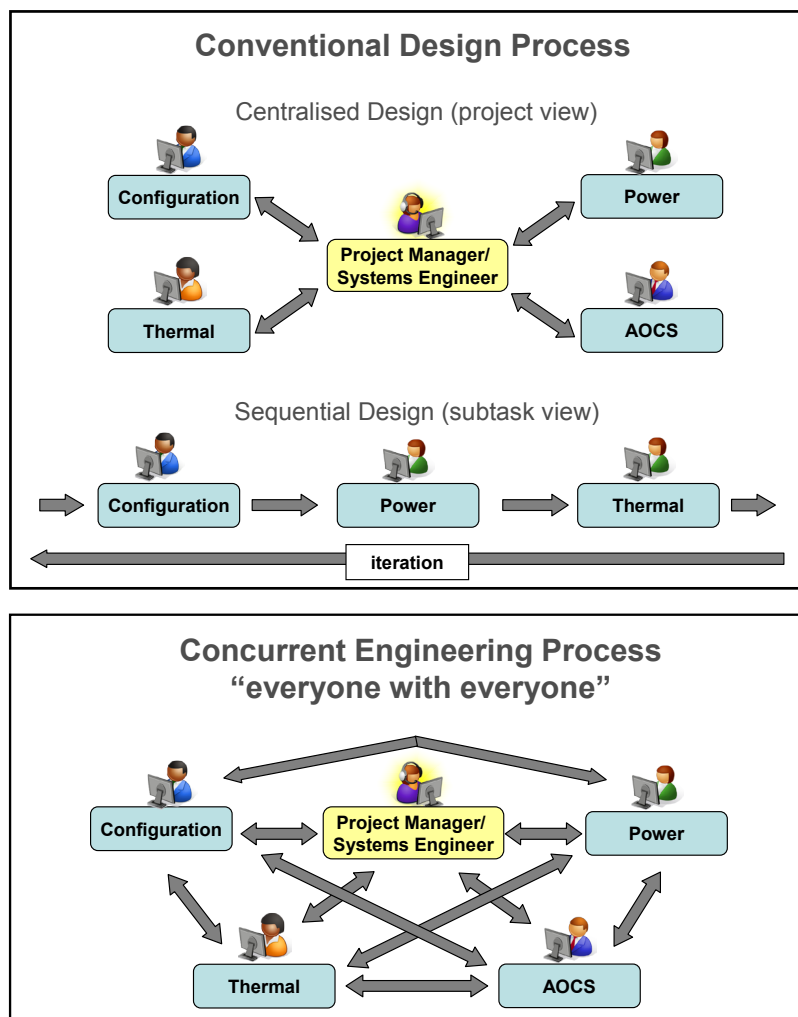 Conventional Design Process
Centralised Design (project view)
Configuration
Power
Project Manager/
Systems Engineer
Thermal
AOCS
Sequential Design (subtask view)
Configuration
Power
Thermal
iteration
Concurrent Engineering Process
“everyone with everyone”
Configuration
Project Manager/
Systems Engineer
Power
Thermal
AOCS